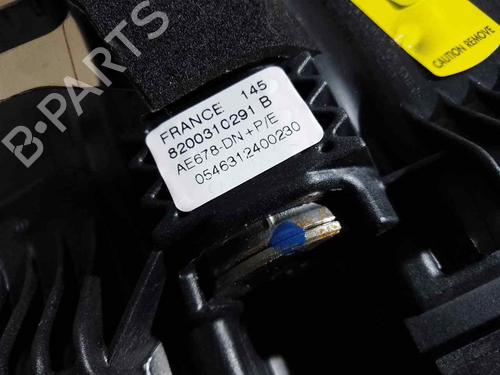 FRANCE 145
8200310291 B
AE678-DN+P/E
0546312400230
CAUTION REMOVE
B-PARTS